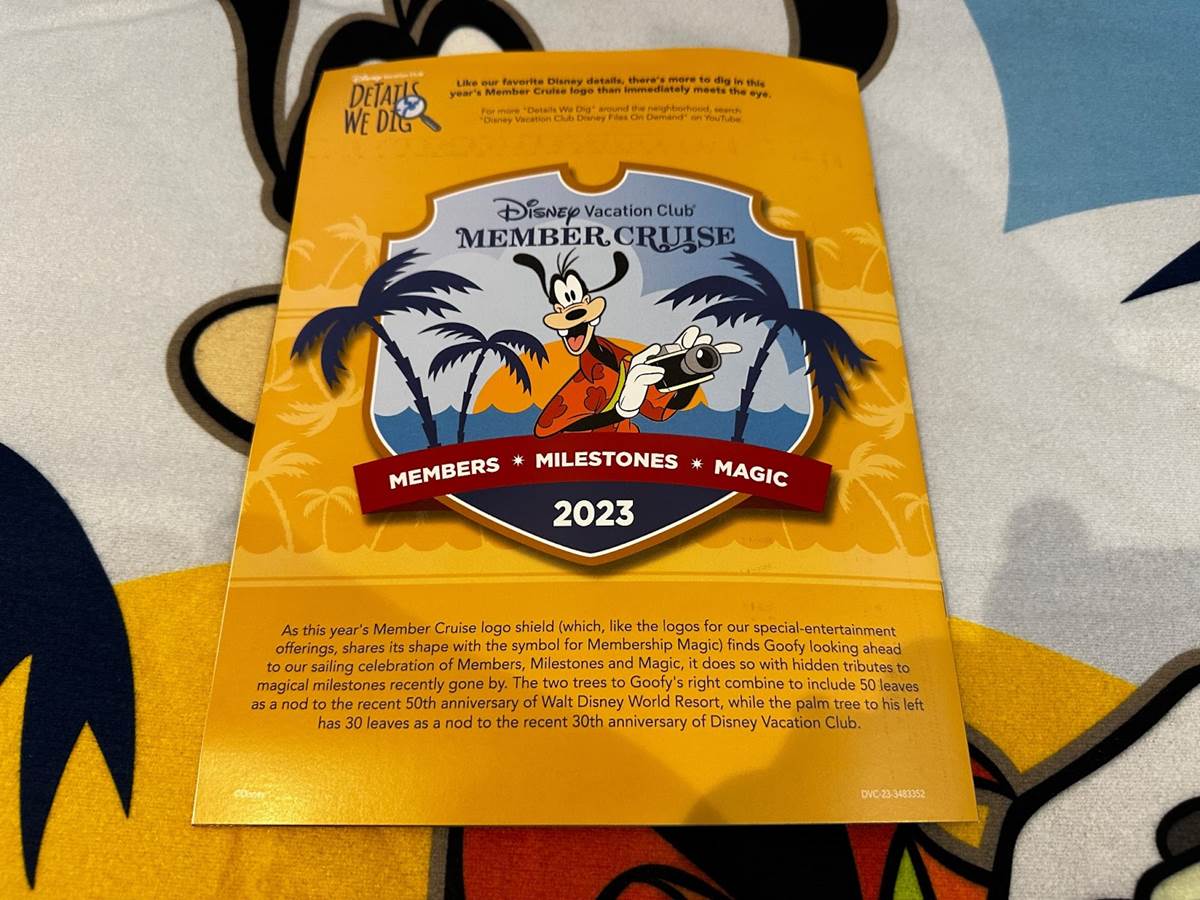 Disney Vacation Club
DETAILS
WE DIG
Like our favorite Disney details, there's more to dig in this
year's Member Cruise logo than immediately meets the eye.
For more "Details We Dig" around the neighborhood, search
"Disney Vacation Club Disney Files On Demand" on YouTube.
Disney Vacation Club®
MEMBER CRUISE
MEMBERS * MILESTONES * MAGIC
2023
As this year's Member Cruise logo shield (which, like the logos for our special-entertainment
offerings, shares its shape with the symbol for Membership Magic) finds Goofy looking ahead
to our sailing celebration of Members, Milestones and Magic, it does so with hidden tributes to
magical milestones recently gone by. The two trees to Goofy's right combine to include 50 leaves
as a nod to the recent 50th anniversary of Walt Disney World Resort, while the palm tree to his left
has 30 leaves as a nod to the recent 30th anniversary of Disney Vacation Club.
©Disney
DVC-23-3483352